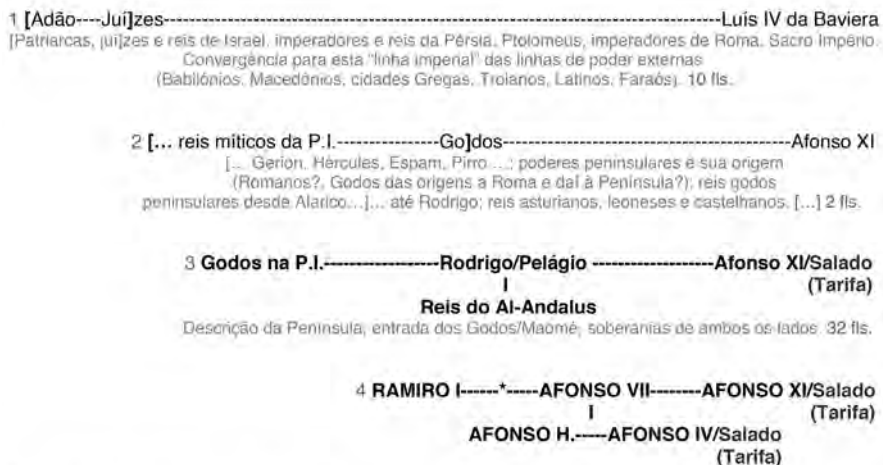 1 [Adão----Juí]zes-----------------------------------------------------------------------Luís IV da Baviera
[Patriarcas, juí]zes e reis de Israel, imperadores e reis da Pérsia, Ptolomeus, imperadores de Roma, Sacro Império.
Convergência para esta "linha imperial" das linhas de poder externas
(Babilónios, Macedónios, cidades Gregas, Troianos, Latinos, Faraós). 10 fls.
2 [... reis míticos da P.I.----------------Go]dos---------------------------------------------Afonso XI
[... Gerion, Hércules, Espam, Pirro ...; poderes peninsulares e sua origem
(Romanos?, Godos das origens a Roma e daí à Península?); reis godos
peninsulares desde Alarico...]... até Rodrigo; reis asturianos, leoneses e castelhanos. [...] 2 fls.
3 Godos na P.I.------------------Rodrigo/Pelágio -------------------Afonso XI/Salado
I (Tarifa)
Reis do Al-Andalus
Descrição da Península, entrada dos Godos/Maomé, soberanias de ambos os lados. 32 fls.
4 RAMIRO I------*-----AFONSO VII--------AFONSO XI/Salado
I (Tarifa)
AFONSO H.-----AFONSO IV/Salado
(Tarifa)